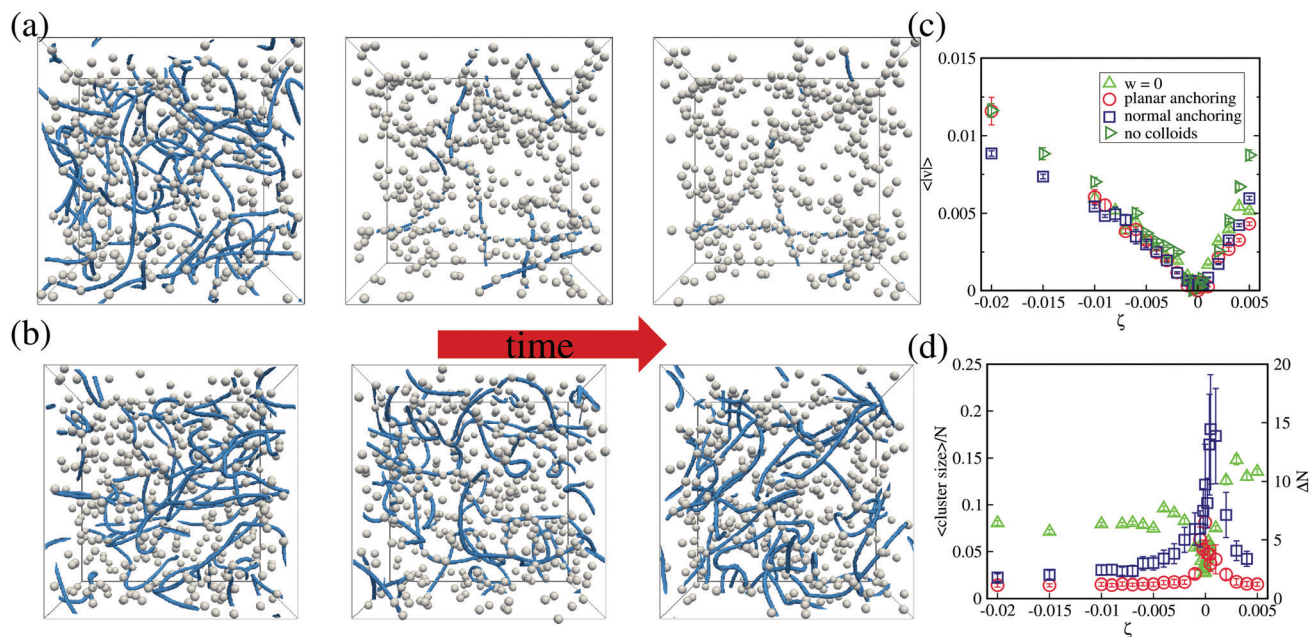 (a)
(b)
time
(c)
0.015
0.01
0.005
0
<|v|>
w = 0
planar anchoring
normal anchoring
no colloids
-0.02
-0.015
-0.01
-0.005
0
0.005
ζ
(d)
0.25
0.2
0.15
0.1
0.05
0
<cluster size>/N
20
15
10
5
0
ΔN
-0.02
-0.015
-0.01
-0.005
0
0.005
ζ